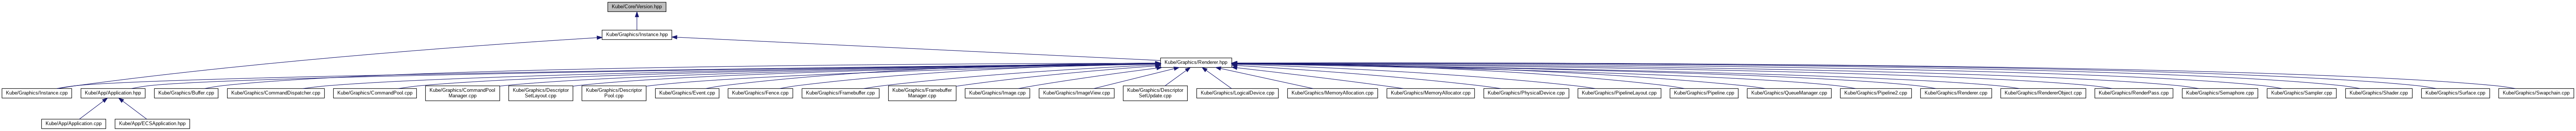 Kube/Core/Version.hpp
Kube/Graphics/Instance.hpp
Kube/Graphics/Renderer.hpp
Kube/Graphics/Instance.cpp
Kube/App/Application.hpp
Kube/Graphics/Buffer.cpp
Kube/Graphics/CommandDispatcher.cpp
Kube/Graphics/CommandPool.cpp
Kube/Graphics/CommandPool
Manager.cpp
Kube/Graphics/Descriptor
SetLayout.cpp
Kube/Graphics/Descriptor
Pool.cpp
Kube/Graphics/Event.cpp
Kube/Graphics/Fence.cpp
Kube/Graphics/Framebuffer.cpp
Kube/Graphics/Framebuffer
Manager.cpp
Kube/Graphics/Image.cpp
Kube/Graphics/ImageView.cpp
Kube/Graphics/Descriptor
SetUpdate.cpp
Kube/Graphics/LogicalDevice.cpp
Kube/Graphics/MemoryAllocation.cpp
Kube/Graphics/MemoryAllocator.cpp
Kube/Graphics/PhysicalDevice.cpp
Kube/Graphics/PipelineLayout.cpp
Kube/Graphics/Pipeline.cpp
Kube/Graphics/QueueManager.cpp
Kube/Graphics/Pipeline2.cpp
Kube/Graphics/Renderer.cpp
Kube/Graphics/RenderObject.cpp
Kube/Graphics/RenderPass.cpp
Kube/Graphics/Semaphore.cpp
Kube/Graphics/Sampler.cpp
Kube/Graphics/Shader.cpp
Kube/Graphics/Surface.cpp
Kube/Graphics/Swapchain.cpp
Kube/App/Application.cpp
Kube/App/ECSApplication.hpp